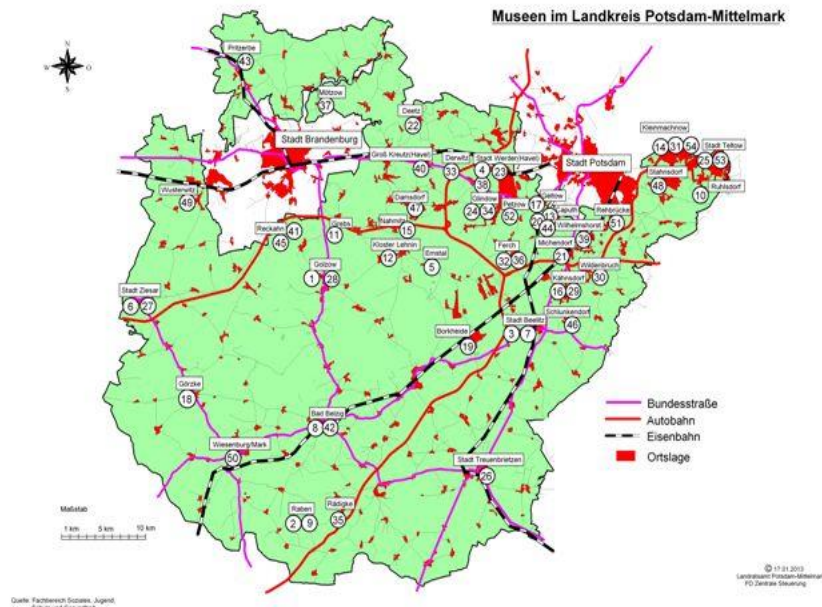 Museen im Landkreis Potsdam-Mittelmark
N
W O
S
Pritzerbe
43
Mötzow
37
Deetz
22
Stadt Brandenburg
Groß Kreutz(Havel)
40
Derwitz
33
Stadt Werder(Havel)
4 23
38
Stadt Potsdam
Kleinmachnow
14 31 54
Stadt Teltow
25 53
Stahnsdorf
48
Ruhlsdorf
10
Wusterwitz
49
Damsdorf
47
Glindow
24 34
Petzow
52
Geltow
17
Caputh
13
20
44
Rehbrücke
51
Wilhelmshorst
39
Reckahn
41
45
Grebs
11
Nahmitz
15
Kloster Lehnin
12
Emstal
5
Ferch
32 36
Michendorf
21
Wildenbruch
30
Golzow
1 28
Kähnsdorf
16 29
Stadt Ziesar
6 27
Schlunkendorf
46
Stadt Beelitz
3 7
Borkheide
19
Görzke
18
Bad Belzig
8 42
Wiesenburg/Mark
50
Stadt Treuenbrietzen
26
Raben
2 9
Rädigke
35
Bundesstraße
Autobahn
Eisenbahn
Ortslage
Maßstab
1 km 5 km 10 km
© 17.01.2013
Landratsamt Potsdam-Mittelmark
FD Zentrale Steuerung
Quelle: Fachbereich Soziales, Jugend,